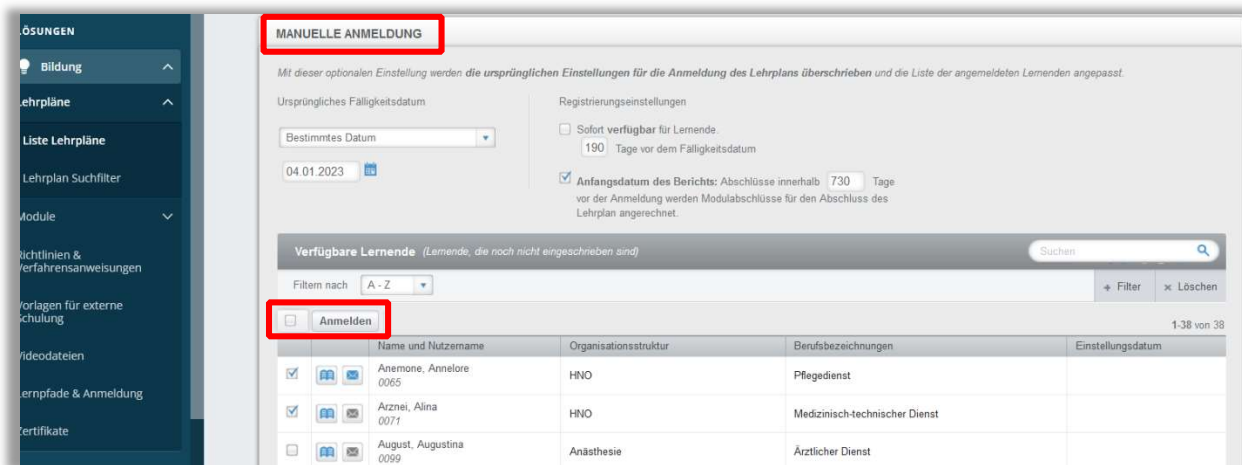 ÖSUNGEN
Bildung
Lehrpläne
Liste Lehrpläne
Lehrplan Suchfilter
Module
Richtlinien &
Verfahrensanweisungen
Vorlagen für externe
Schulung
Videodateien
Lernpfade & Anmeldung
Zertifikate
MANUELLE ANMELDUNG
Mit dieser optionalen Einstellung werden die ursprünglichen Einstellungen für die Anmeldung des Lehrplans überschrieben und die Liste der angemeldeten Lernenden angepasst.
Ursprüngliches Fälligkeitsdatum
Bestimmtes Datum
04.01.2023
Registrierungseinstellungen
Sofort verfügbar für Lernende.
190 Tage vor dem Fälligkeitsdatum
Anfangsdatum des Berichts: Abschlüsse innerhalb 730 Tage
vor der Anmeldung werden Modulabschlüsse für den Abschluss des
Lehrplan angerechnet.
Verfügbare Lernende (Lernende, die noch nicht eingeschrieben sind) Suchen
Filtern nach A - Z + Filter × Löschen
Anmelden 1-38 von 38
Name und Nutzername Organisationsstruktur Berufsbezeichnungen Einstellungsdatum
Anemone, Annelore
0065 HNO Pflegedienst
Arznei, Alina
0071 HNO Medizinisch-technischer Dienst
August, Augustina
0099 Anästhesie Ärztlicher Dienst